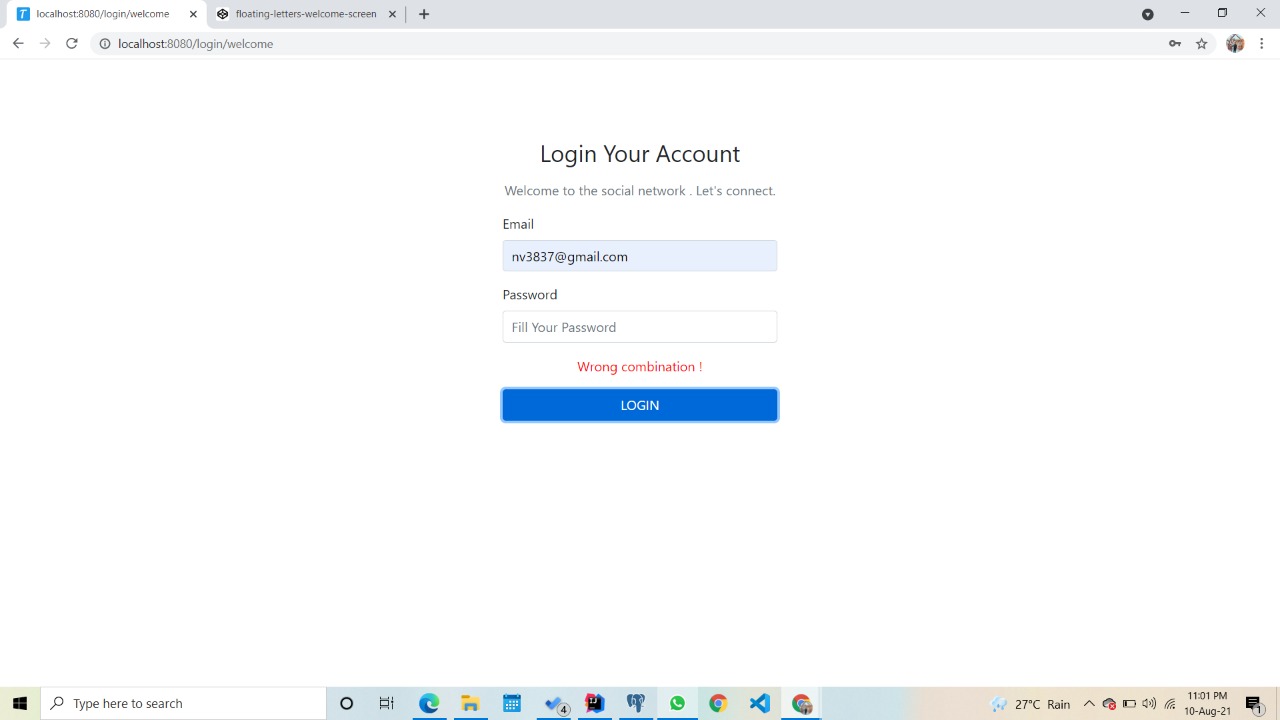 localhost:8080/login/welcome
floating-letters-welcome-screen
localhost:8080/login/welcome
Login Your Account
Welcome to the social network . Let's connect.
Email
nv3837@gmail.com
Password
Fill Your Password
Wrong combination !
LOGIN
Type here to search
4
27°C Rain
11:01 PM
10-Aug-21
1